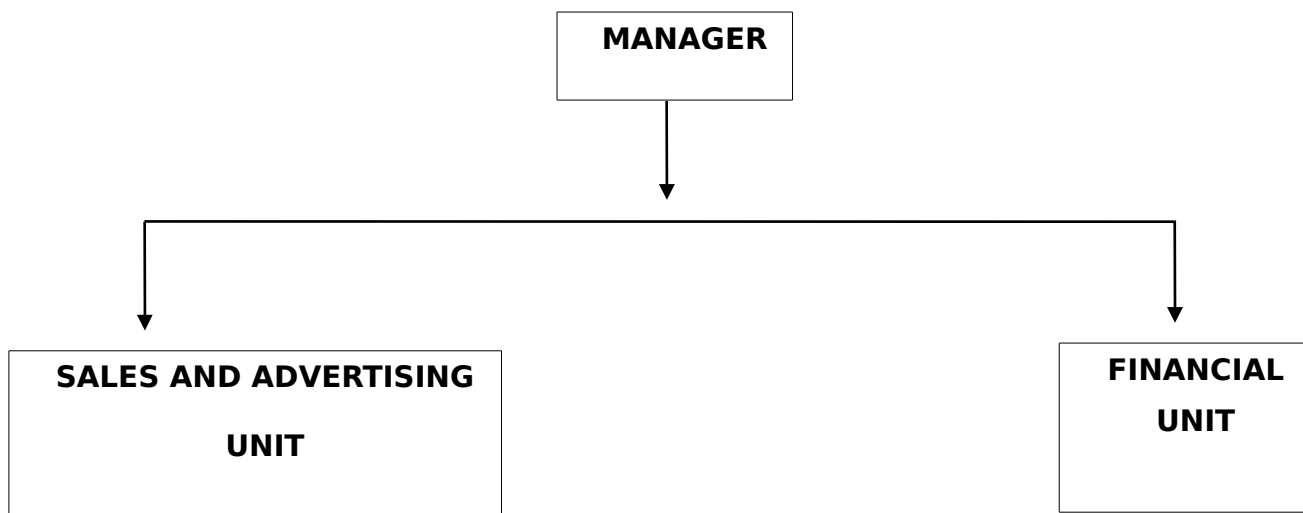 MANAGER
SALES AND ADVERTISING
UNIT
FINANCIAL
UNIT